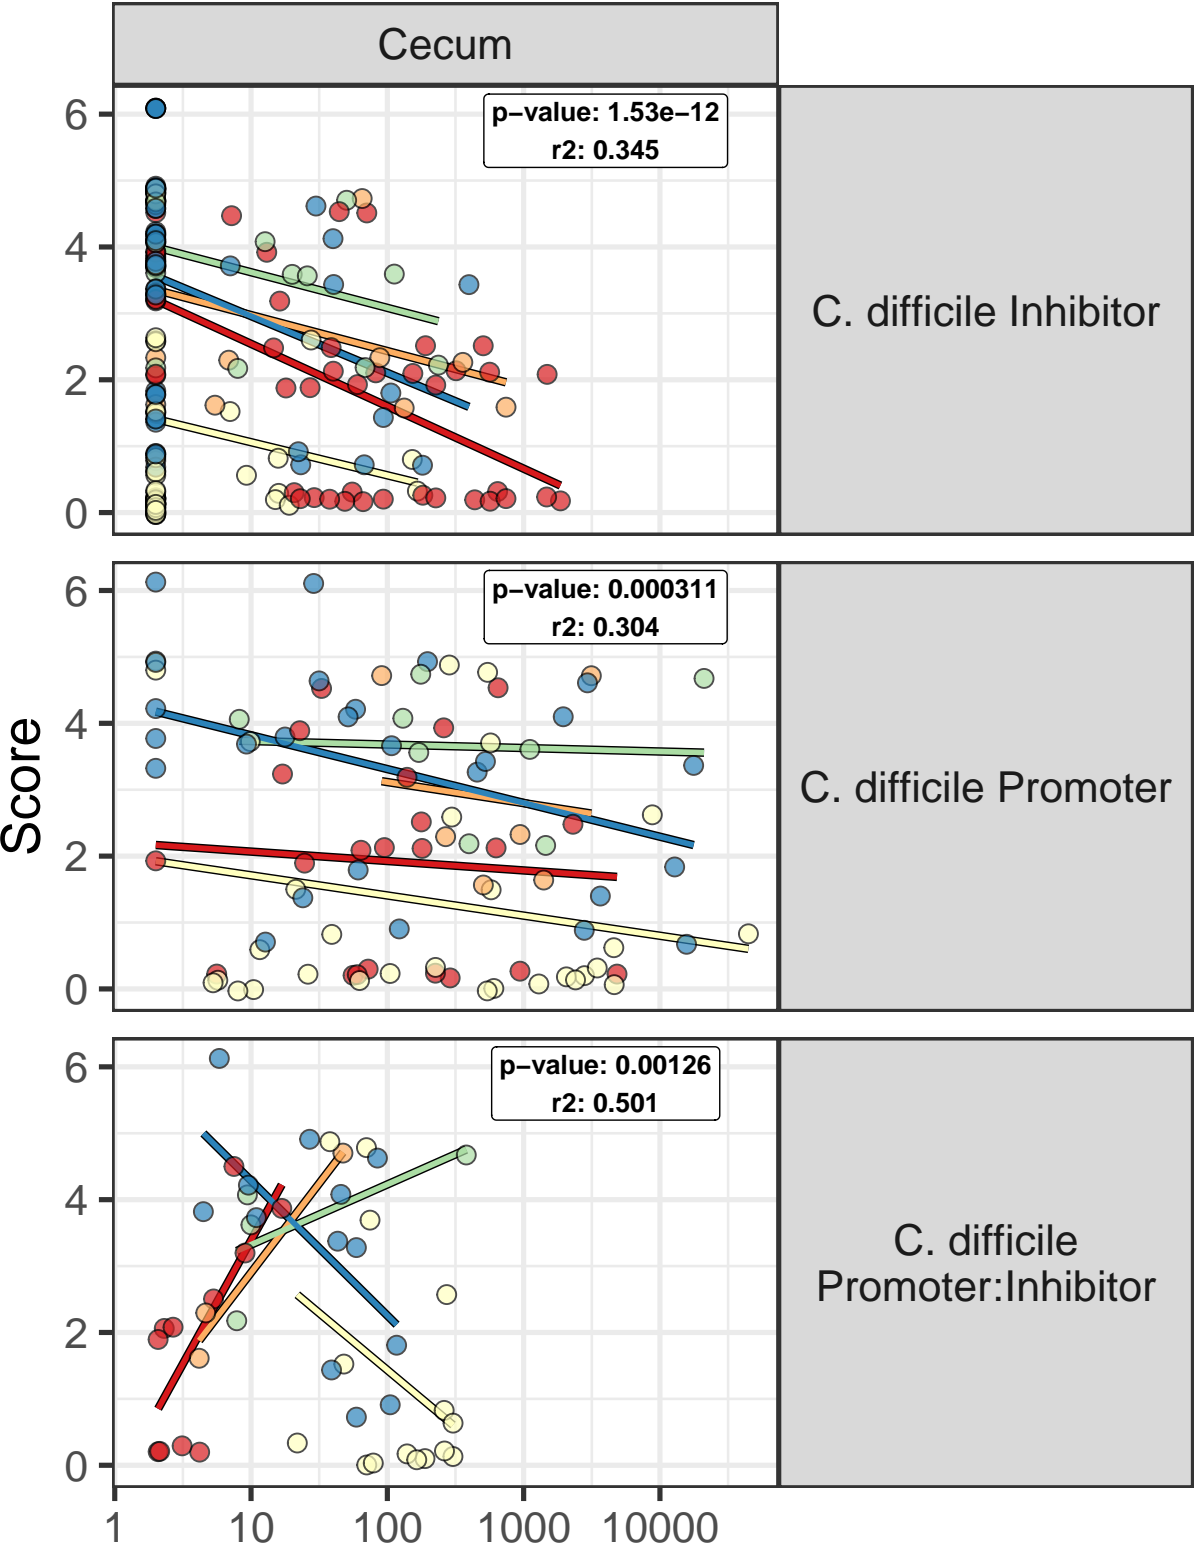 Cecum
6
4
2
0
p−value: 1.53e−12
r2: 0.345
C. difficile Inhibitor
6
4
2
0
p−value: 0.000311
r2: 0.304
C. difficile Promoter
Score
6
4
2
0
p−value: 0.00126
r2: 0.501
C. difficile
Promoter:Inhibitor
1 10 100 1000 10000